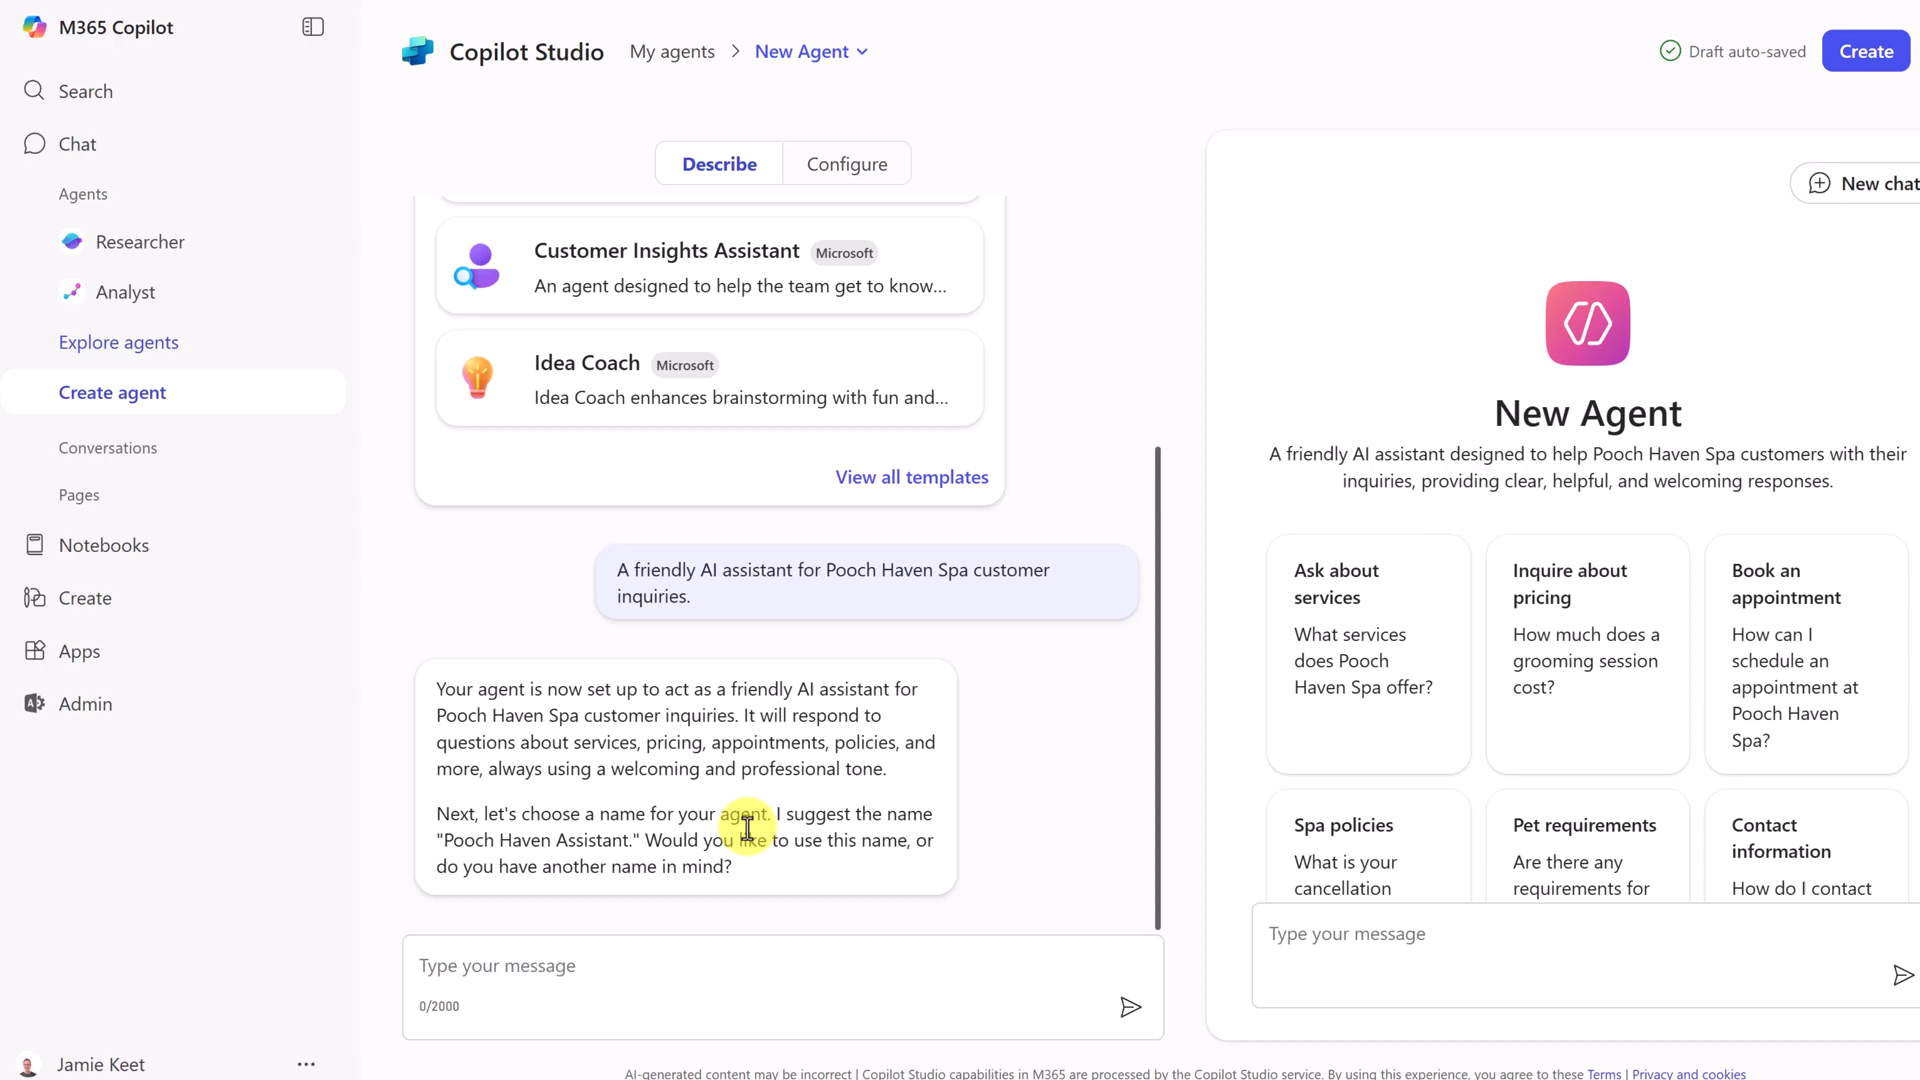 M365 Copilot
Search
Chat
Agents
Researcher
Analyst
Explore agents
Create agent
Conversations
Pages
Notebooks
Create
Apps
Admin
Jamie Keet
Copilot Studio
My agents > New Agent
Draft auto-saved
Create
Describe
Configure
Customer Insights Assistant Microsoft
An agent designed to help the team get to know...
Idea Coach Microsoft
Idea Coach enhances brainstorming with fun and...
View all templates
A friendly AI assistant for Pooch Haven Spa customer
inquiries.
Your agent is now set up to act as a friendly AI assistant for
Pooch Haven Spa customer inquiries. It will respond to
questions about services, pricing, appointments, policies, and
more, always using a welcoming and professional tone.
Next, let's choose a name for your agent. I suggest the name
"Pooch Haven Assistant." Would you like to use this name, or
do you have another name in mind?
Type your message
0/2000
New chat
New Agent
A friendly AI assistant designed to help Pooch Haven Spa customers with their
inquiries, providing clear, helpful, and welcoming responses.
Ask about
services
What services
does Pooch
Haven Spa offer?
Inquire about
pricing
How much does a
grooming session
cost?
Book an
appointment
How can I
schedule an
appointment at
Pooch Haven
Spa?
Spa policies
What is your
cancellation
Pet requirements
Are there any
requirements for
Contact
information
How do I contact
Type your message
AI-generated content may be incorrect | Copilot Studio capabilities in M365 are processed by the Copilot Studio service. By using this experience, you agree to these Terms | Privacy and cookies